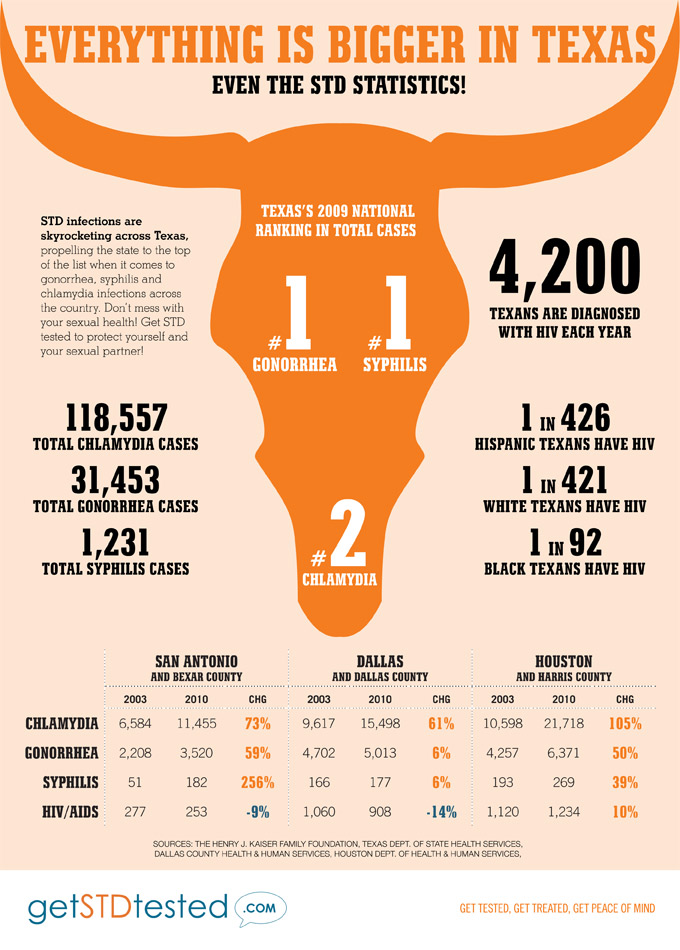 EVERYTHING IS BIGGER IN TEXAS
EVEN THE STD STATISTICS!
STD infections are
skyrocketing across Texas,
propelling the state to the top
of the list when it comes to
gonorrhea, syphilis and
chlamydia infections across
the country. Don't mess with
your sexual health! Get STD
tested to protect yourself and
your sexual partner!
TEXAS'S 2009 NATIONAL
RANKING IN TOTAL CASES
#1
GONORRHEA
#1
SYPHILIS
#2
CHLAMYDIA
4,200
TEXANS ARE DIAGNOSED
WITH HIV EACH YEAR
118,557
TOTAL CHLAMYDIA CASES
31,453
TOTAL GONORRHEA CASES
1,231
TOTAL SYPHILIS CASES
1 IN 426
HISPANIC TEXANS HAVE HIV
1 IN 421
WHITE TEXANS HAVE HIV
1 IN 92
BLACK TEXANS HAVE HIV
SAN ANTONIO DALLAS HOUSTON
AND BEXAR COUNTY AND DALLAS COUNTY AND HARRIS COUNTY
2003 2010 CHG 2003 2010 CHG 2003 2010 CHG
CHLAMYDIA 6,584 11,455 73% 9,617 15,498 61% 10,598 21,718 105%
GONORRHEA 2,208 3,520 59% 4,702 5,013 6% 4,257 6,371 50%
SYPHILIS 51 182 256% 166 177 6% 193 269 39%
HIV/AIDS 277 253 -9% 1,060 908 -14% 1,120 1,234 10%
SOURCES: THE HENRY J. KAISER FAMILY FOUNDATION, TEXAS DEPT. OF STATE HEALTH SERVICES,
DALLAS COUNTY HEALTH & HUMAN SERVICES, HOUSTON DEPT. OF HEALTH & HUMAN SERVICES,
getSTDtested .COM
GET TESTED, GET TREATED, GET PEACE OF MIND